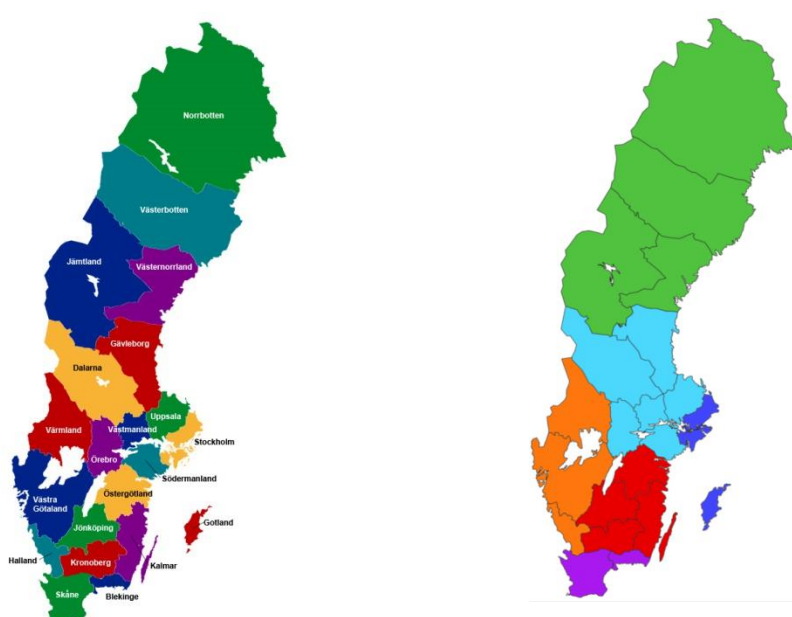 Norrbotten
Västerbotten
Jämtland
Västernorrland
Gävleborg
Dalarna
Uppsala
Värmland
Västmanland
Stockholm
Örebro
Södermanland
Västra
Götaland
Östergötland
Gotland
Jönköping
Halland
Kronoberg
Kalmar
Skåne
Blekinge